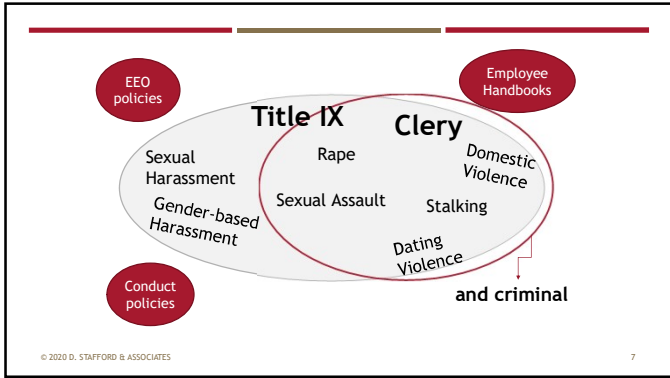 EEO
policies
Employee
Handbooks
Title IX
Clery
Sexual
Harassment
Rape
Domestic
Violence
Gender-based
Harassment
Sexual Assault
Stalking
Dating
Violence
Conduct
policies
and criminal
© 2020 D. STAFFORD & ASSOCIATES
7